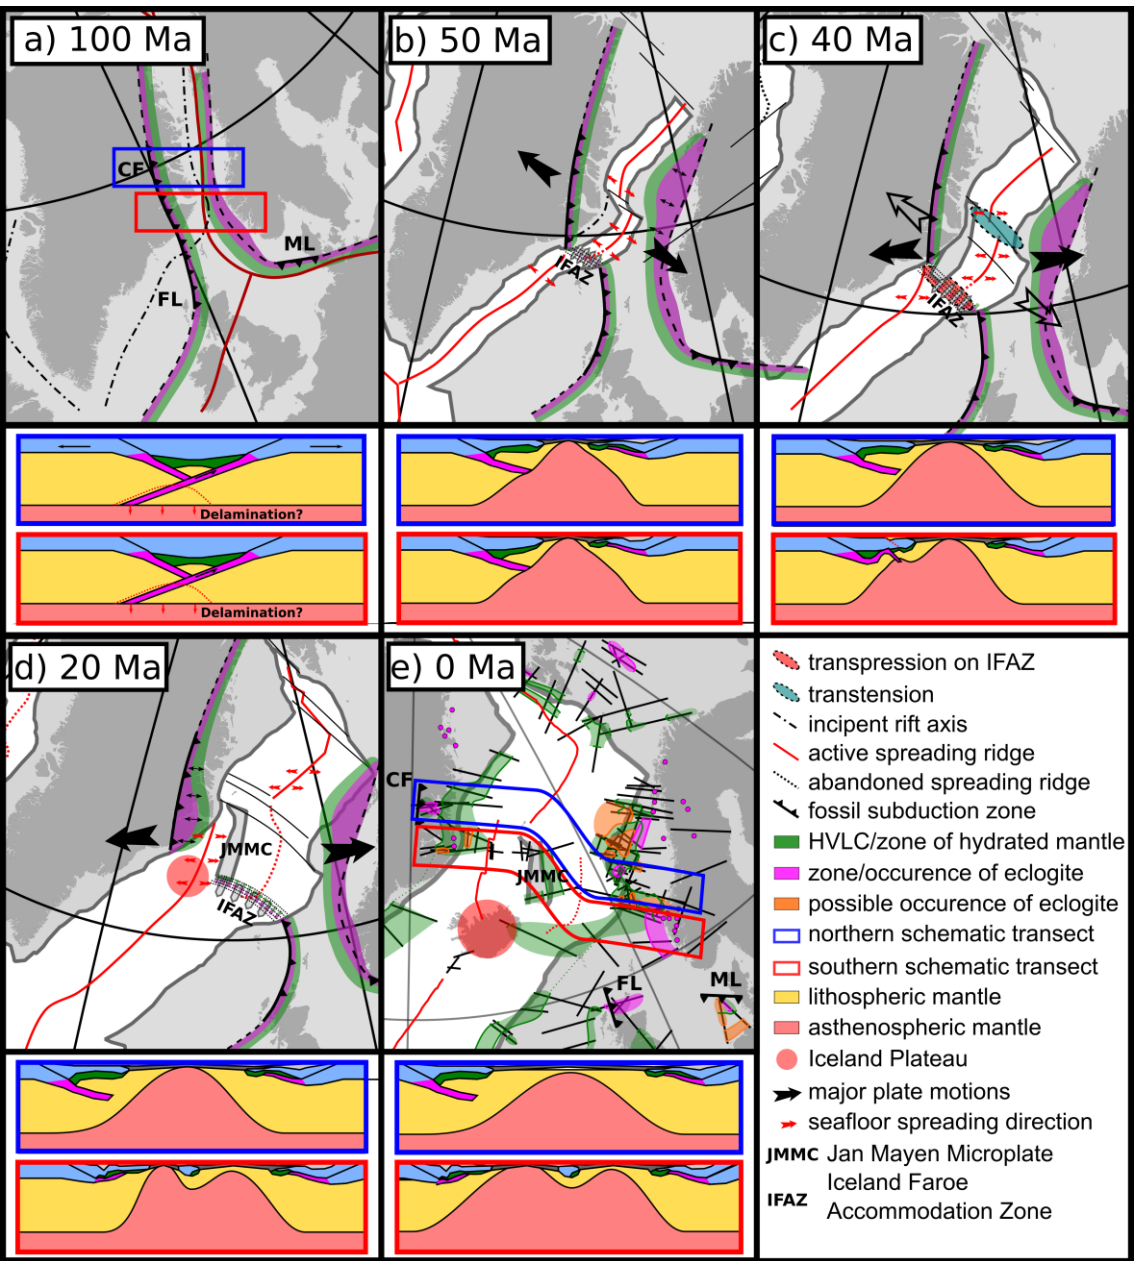 a) 100 Ma
CF
ML
FL
Delamination?
Delamination?
b) 50 Ma
IFAZ
c) 40 Ma
IFAZ
d) 20 Ma
JMMC
IFAZ
e) 0 Ma
CF
JMMC
FL
ML
transpression on IFAZ
transtension
incipent rift axis
active spreading ridge
abandoned spreading ridge
fossil subduction zone
HVLC/zone of hydrated mantle
zone/occurence of eclogite
possible occurence of eclogite
northern schematic transect
southern schematic transect
lithospheric mantle
asthenospheric mantle
Iceland Plateau
major plate motions
seafloor spreading direction
JMMC Jan Mayen Microplate
Iceland Faroe
IFAZ Accommodation Zone